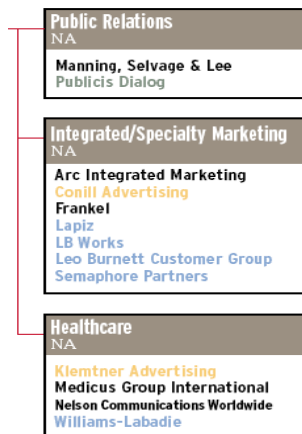 Public Relations
NA
Manning, Selvage & Lee
Publicis Dialog
Integrated/Specialty Marketing
NA
Arc Integrated Marketing
Conill Advertising
Frankel
Lapiz
LB Works
Leo Burnett Customer Group
Semaphore Partners
Healthcare
NA
Klemtner Advertising
Medicus Group International
Nelson Communications Worldwide
Williams-Labadie